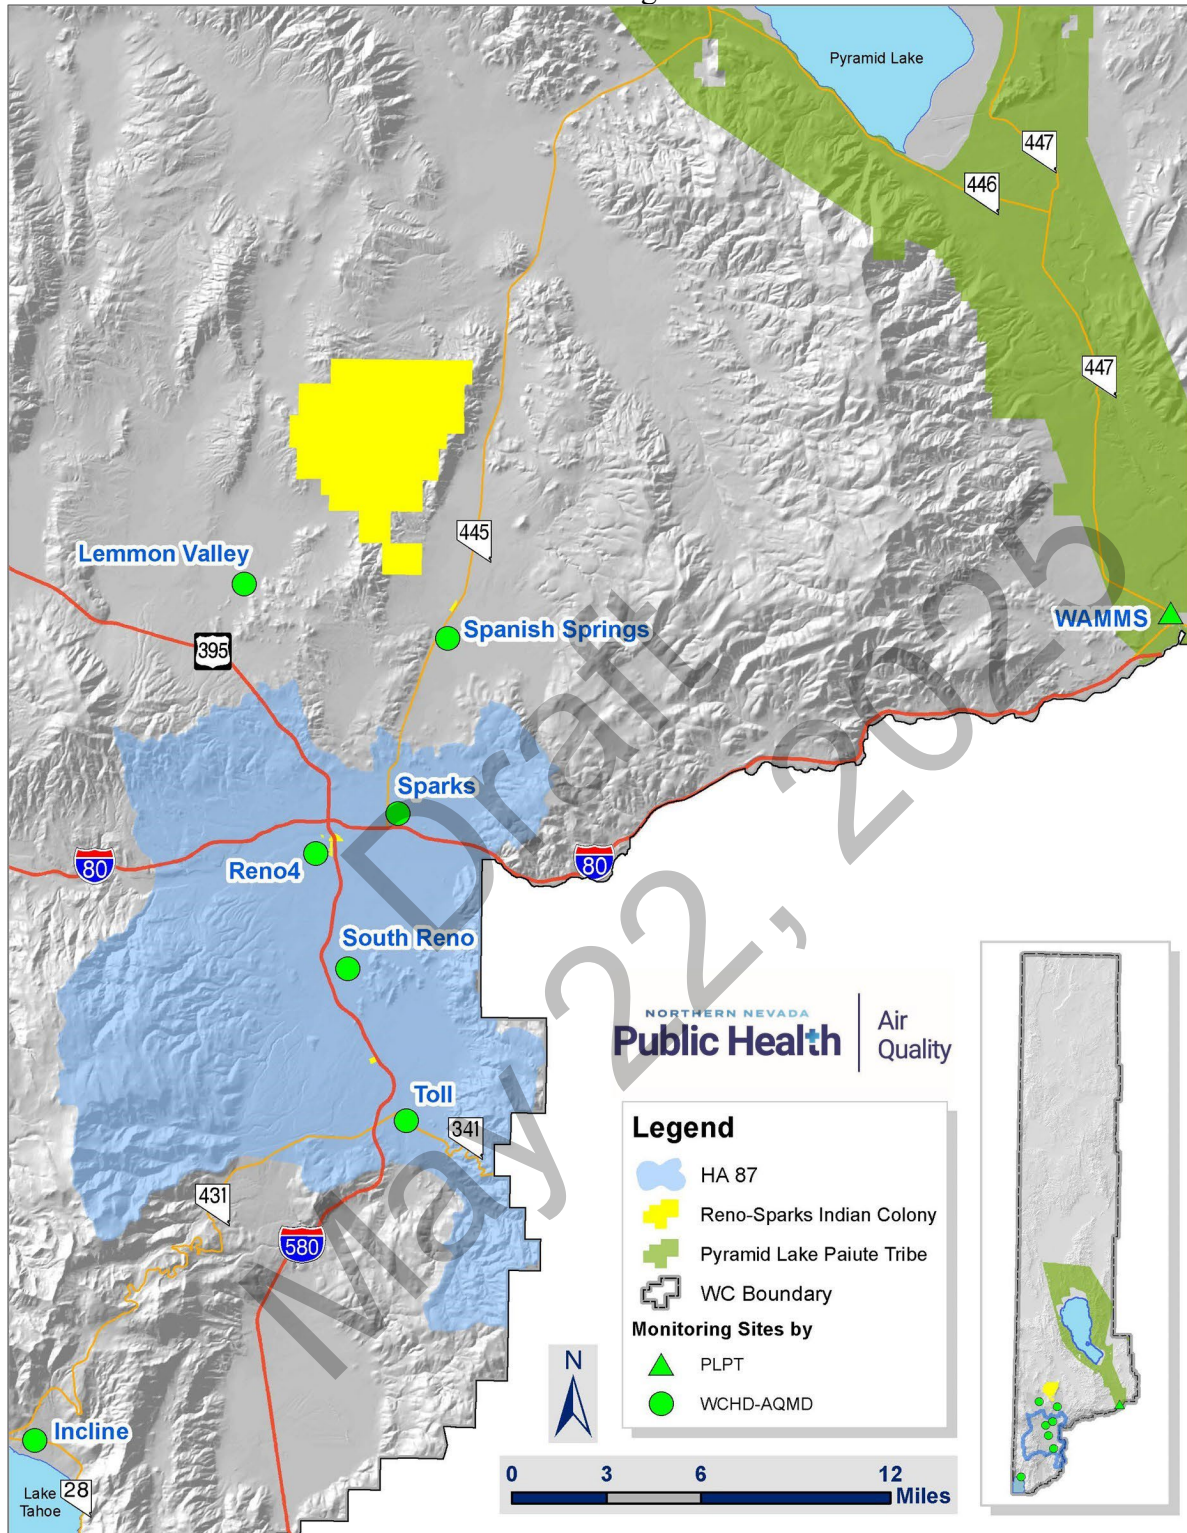 Pyramid Lake
447
446
447
445
Lemmon Valley
395
Spanish Springs
WAMMS
Sparks
80
Reno4
80
South Reno
Toll
341
431
580
Incline
Lake
Tahoe
28
Draft
May 22, 2025
NORTHERN NEVADA
Public Health
Air
Quality
Legend
HA 87
Reno-Sparks Indian Colony
Pyramid Lake Paiute Tribe
WC Boundary
Monitoring Sites by
PLPT
WCHD-AQMD
N
0 3 6 12
Miles